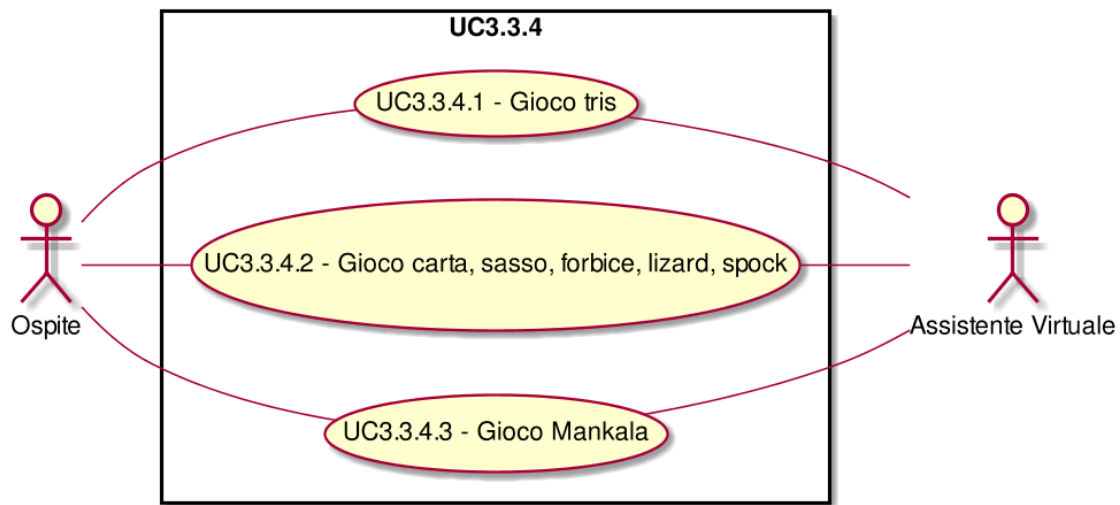 UC3.3.4
UC3.3.4.1 - Gioco tris
UC3.3.4.2 - Gioco carta, sasso, forbice, lizard, spock
Ospite
Assistente Virtuale
UC3.3.4.3 - Gioco Mankala